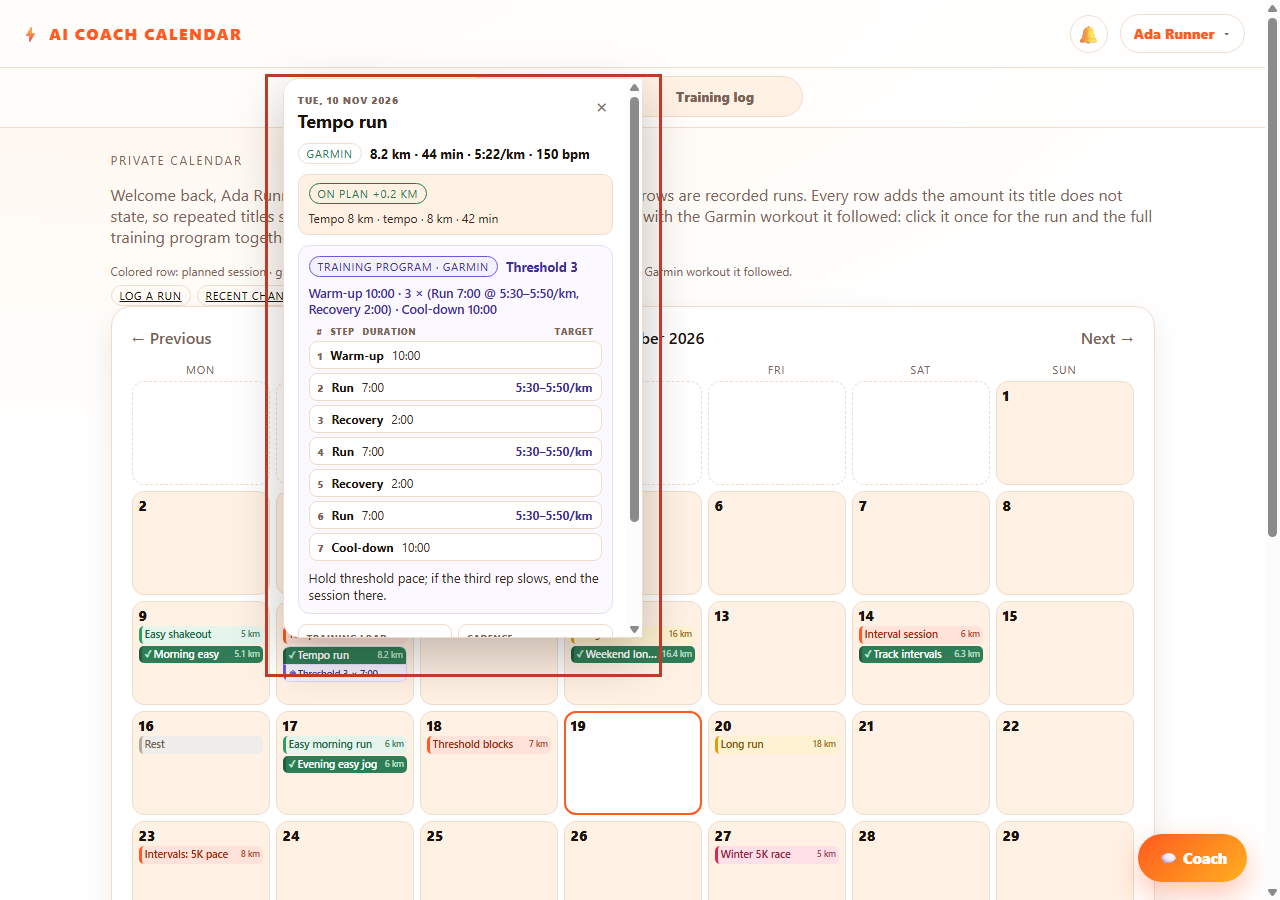 AI COACH CALENDAR
Ada Runner
Training log
PRIVATE CALENDAR
Welcome back, Ada
rows are recorded runs. Every row adds the amount its title does not
state, so repeated titles
with the Garmin workout it followed: click it once for the run and the full
training program
Colored row: planned session ·
Garmin workout it followed.
LOG A RUN
RECENT
TUE, 10 NOV 2026
×
Tempo run
GARMIN 8.2 km · 44 min · 5:22/km · 150 bpm
ON PLAN +0.2 KM
Tempo 8 km · tempo · 8 km · 42 min
TRAINING PROGRAM · GARMIN Threshold 3
Warm-up 10:00 · 3 × (Run 7:00 @ 5:30–5:50/km,
Recovery 2:00) · Cool-down 10:00
# STEP DURATION TARGET
1 Warm-up 10:00
2 Run 7:00 5:30–5:50/km
3 Recovery 2:00
4 Run 7:00 5:30–5:50/km
5 Recovery 2:00
6 Run 7:00 5:30–5:50/km
7 Cool-down 10:00
Hold threshold pace; if the third rep slows, end the
session there.
TRAINING LOAD CADENCE
← Previous
2026
Next →
MON FRI SAT SUN
1
2 6 7 8
9 13 14 15
Easy shakeout 5 km
✓ Morning easy 5.1 km
✓ Tempo run 8.2 km
Threshold 3 × 7:00
16 km
✓ Weekend lon... 16.4 km
Interval session 6 km
✓ Track intervals 6.3 km
16 17 18 19 20 21 22
Rest
Easy morning run 6 km
✓ Evening easy jog 6 km
Threshold blocks 7 km
Long run 18 km
23 24 25 26 27 28 29
Intervals: 5K pace 8 km
Winter 5K race 5 km
Coach